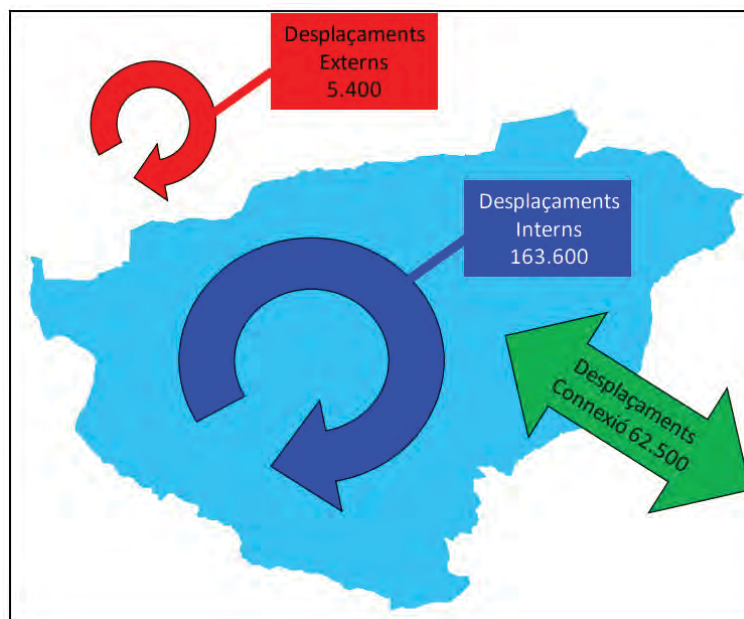 Desplaçaments
Externs
5.400
Desplaçaments
Interns
163.600
Desplaçaments
Connexió 62.500